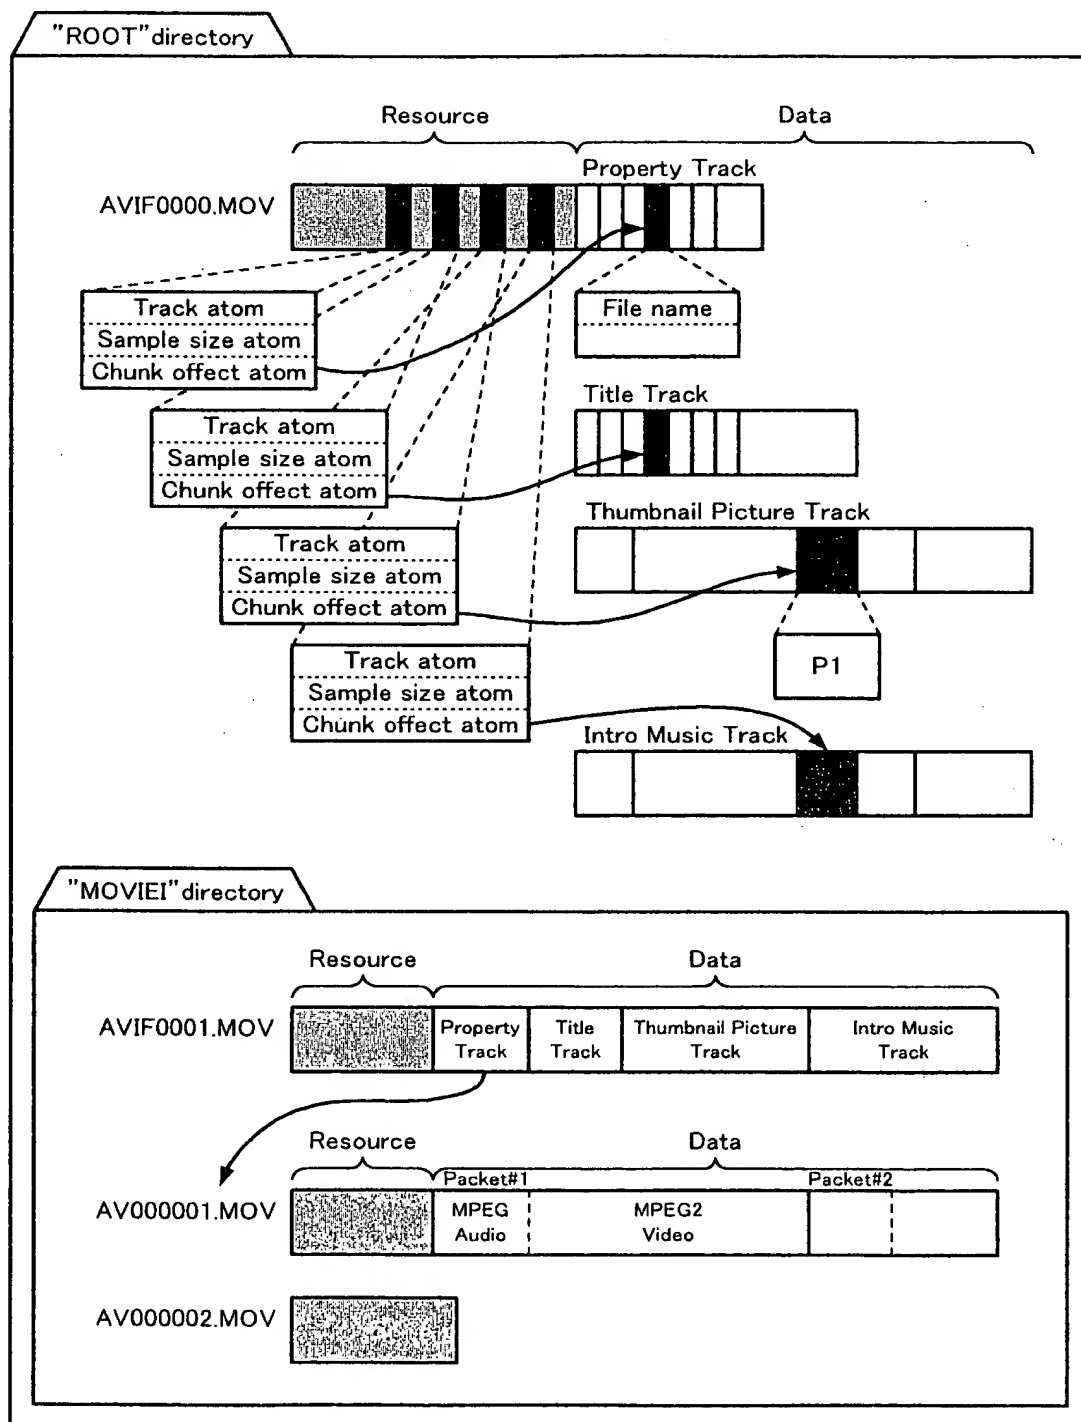 "ROOT"directory
Resource
Data
Property Track
AVIF0000.MOV
Track atom
Sample size atom
Chunk offect atom
File name
Title Track
Track atom
Sample size atom
Chunk offect atom
Thumbnail Picture Track
Track atom
Sample size atom
Chunk offect atom
P1
Track atom
Sample size atom
Chunk offect atom
Intro Music Track
"MOVIEI"directory
Resource
Data
AVIF0001.MOV
Property
Track
Title
Track
Thumbnail Picture
Track
Intro Music
Track
Resource
Data
Packet#1
Packet#2
AV000001.MOV
MPEG
Audio
MPEG2
Video
AV000002.MOV